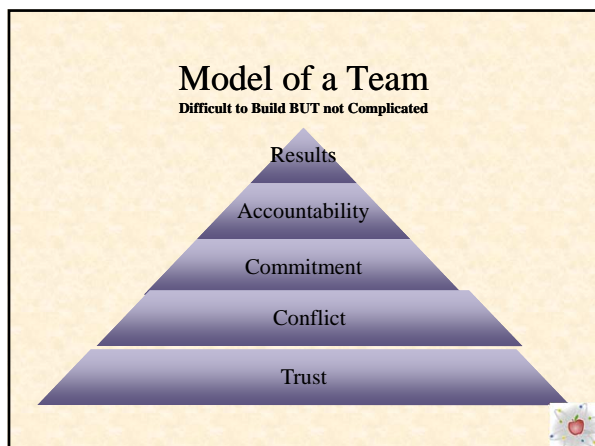 Model of a Team
Difficult to Build BUT not Complicated
Results
Accountability
Commitment
Conflict
Trust